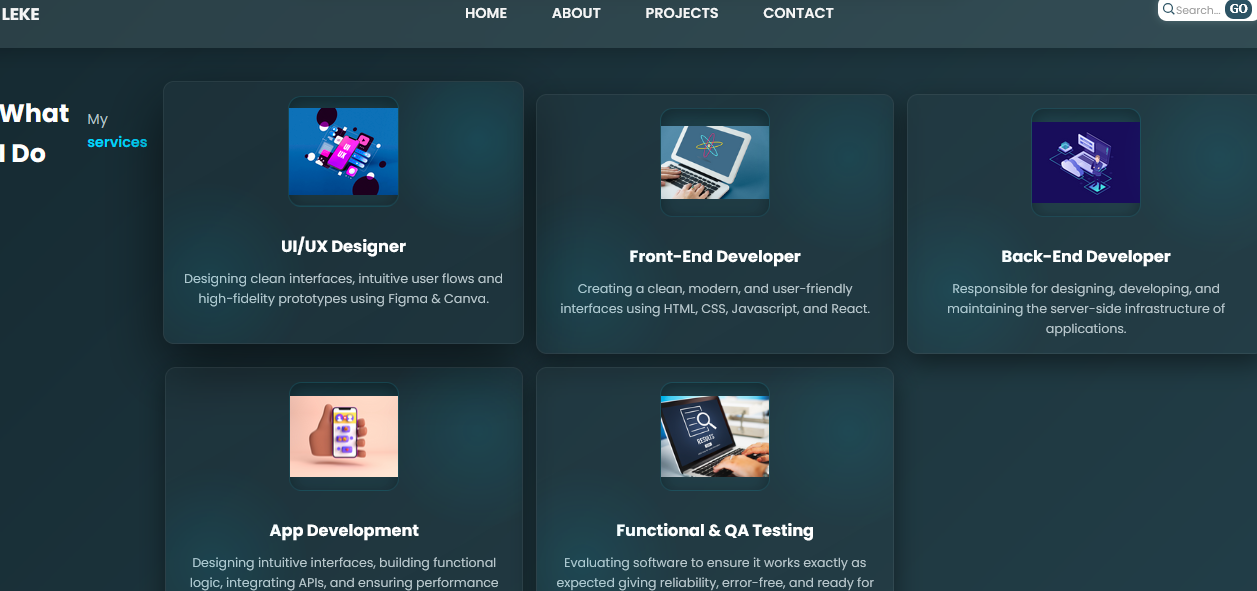 LEKE
HOME ABOUT PROJECTS CONTACT
Search... GO
What
I Do
My
services
UI/UX Designer
Designing clean interfaces, intuitive user flows and
high-fidelity prototypes using Figma & Canva.
Front-End Developer
Creating a clean, modern, and user-friendly
interfaces using HTML, CSS, Javascript, and React.
Back-End Developer
Responsible for designing, developing, and
maintaining the server-side infrastructure of
applications.
App Development
Designing intuitive interfaces, building functional
logic, integrating APIs, and ensuring performance
RESULTS
Functional & QA Testing
Evaluating software to ensure it works exactly as
expected giving reliability, error-free, and ready for